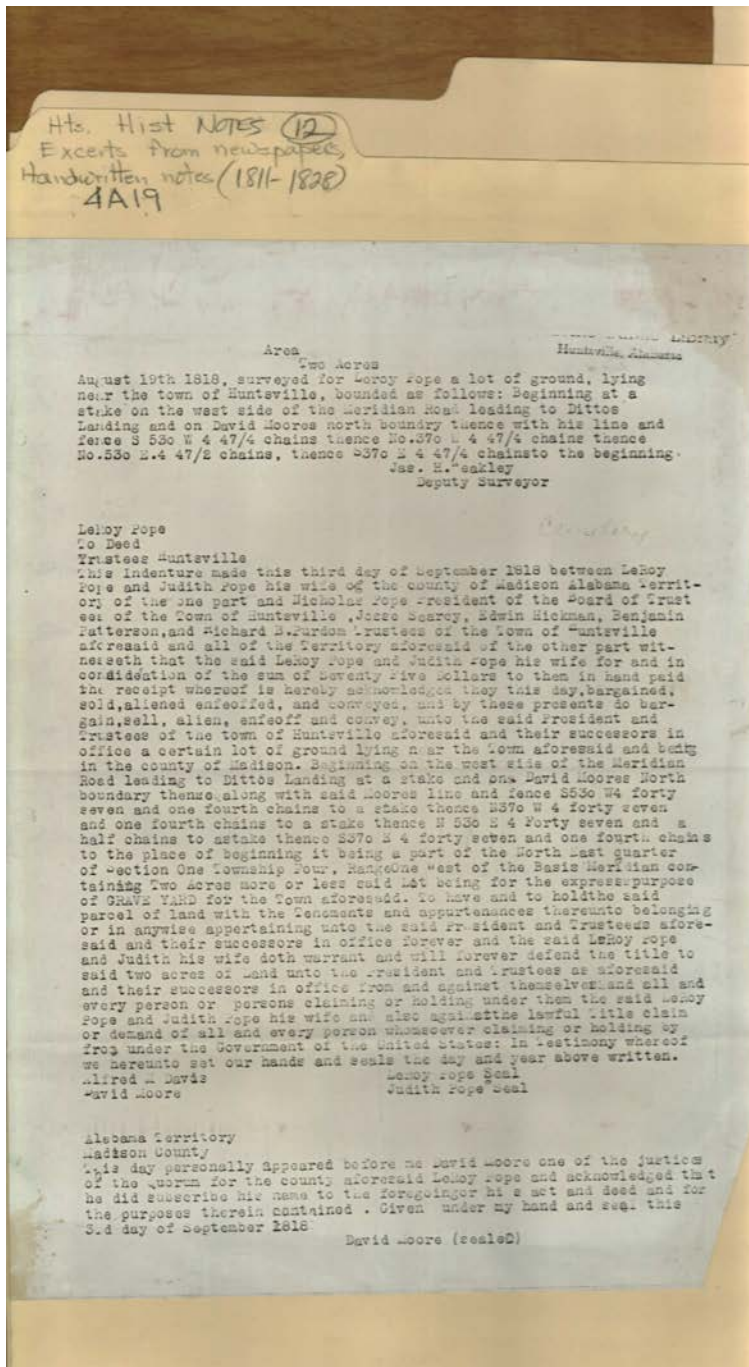 Hts. Hist NOTES (12)
Excerts from newspapers,
Handwritten notes (1811-1828)
4A19
Library
Huntsville, Alabama
Area
Two Acres
August 19th 1818, surveyed for Leroy Pope a lot of ground, lying
near the town of Huntsville, bounded as follows: Beginning at a
stake on the west side of the Meridian Road leading to Dittos
Landing and on David Moores north boundry thence with his line and
fence S 53o W 4 47/4 chains thence No.37o E 4 47/4 chains thence
No.53o E.4 47/2 chains, thence S37o E 4 47/4 chainsto the beginning.
Jas. H. Weakley
Deputy Surveyor
Cemetery
LeRoy Pope
To Deed
Trustees Huntsville
This Indenture made this third day of September 1818 between LeRoy
Pope and Judith Pope his wife of the county of Madison Alabama Territ-
ory of the one part and Nicholas Pope President of the Board of Trust
ees of the Town of Huntsville ,Jesse Searcy, Edwin Hickman, Benjamin
Patterson,and Richard B.Purdom Trustees of the Town of Huntsville
aforesaid and all of the Territory aforesaid of the other part wit-
nesseth that the said LeRoy Pope and Judith Pope his wife for and in
condideation of the sum of Seventy Five Dollars to them in hand paid
the receipt whereof is hereby acknowledged they this day,bargained,
sold,aliened enfeoffed, and conveyed, and by these presents do bar-
gain,sell, alien, enfeoff and convey, unto the said President and
Trustees of the town of Huntsville aforesaid and their successors in
office a certain lot of ground lying near the Town aforesaid and being
in the county of Madison. Beginning on the west side of the Meridian
Road leading to Dittos Landing at a stake and one David Moores North
boundary thense along with said Moores line and fence S53o W4 forty
seven and one fourth chains to a stake thence N37o W 4 forty seven
and one fourth chains to a stake thence N 53o E 4 Forty seven and a
half chains to astake thence S37o E 4 forty seven and one fourth chains
to the place of beginning it being a part of the North East quarter
of Section One Township Four, RangeOne West of the Basis Meridian con-
taining Two Acres more or less said Lot being for the express purpose
of GRAVE YARD for the Town aforesaid. To have and to holdthe said
parcel of land with the Tenoments and appurtenances thereunto belonging
or in anywise appertaining unto the said President and Trusteeds afore-
said and their successors in office forever and the said LeRoy Pope
and Judith his wife doth warrant and will forever defend the title to
said two acres of Land unto the President and Trustees as aforesaid
and their successors in office from and against themselves and all and
every person or persons claiming or holding under them the said LeRoy
Pope and Judith Pope his wife and also againstthe lawful Title claim
or demand of all and every person whomsoever claiming or holding by
from under the Government of the United States: In Testimony whereof
we hereunto set our hands and seals the day and year above written.
Alfred M Davis LeRoy Pope Seal
David Moore Judith Pope Seal
Alabama Territory
Madison County
This day personally Appeared before me David Moore one of the justices
of the Quorum for the county aforesaid LeRoy Pope and acknowledged that
he did subscribe his name to the foregoingor hi s act and deed and for
the purposes therein contained . Given under my hand and seal this
3.d day of September 1818
David Moore (sealeD)